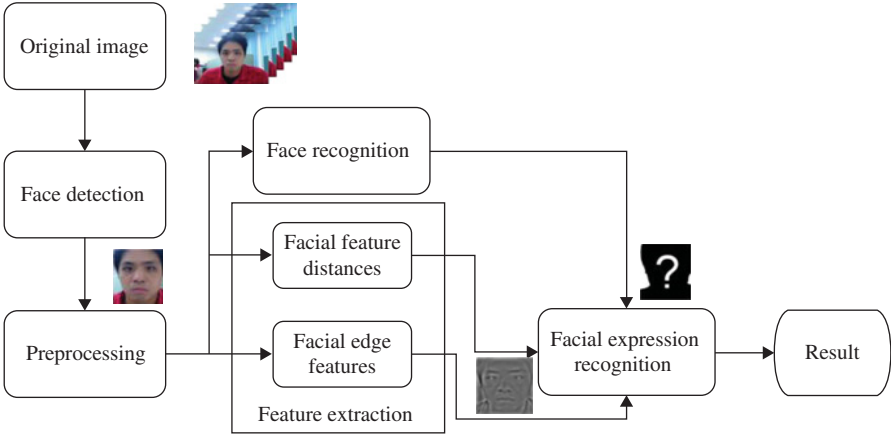 Original image
Face detection
Preprocessing
Face recognition
Facial feature
distances
Facial edge
features
Feature extraction
?
Facial expression
recognition
Result